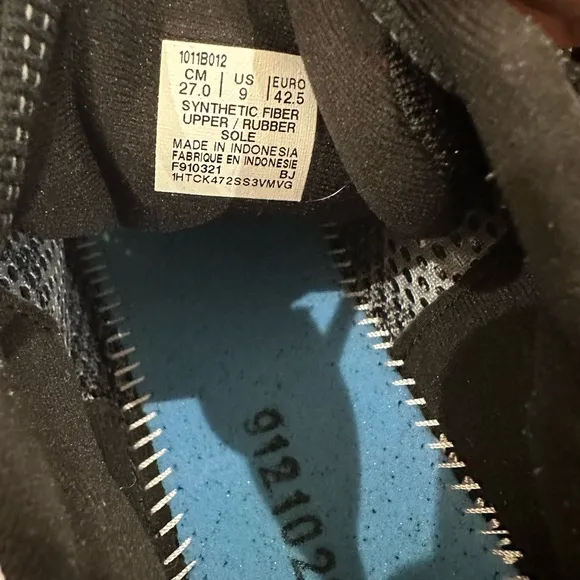 1011B012
CM US EURO
27.0 9 42.5
SYNTHETIC FIBER
UPPER / RUBBER
SOLE
MADE IN INDONESIA
FABRIQUE EN INDONESIE
F910321 BJ
1HTCK472SS3VMVG
912102